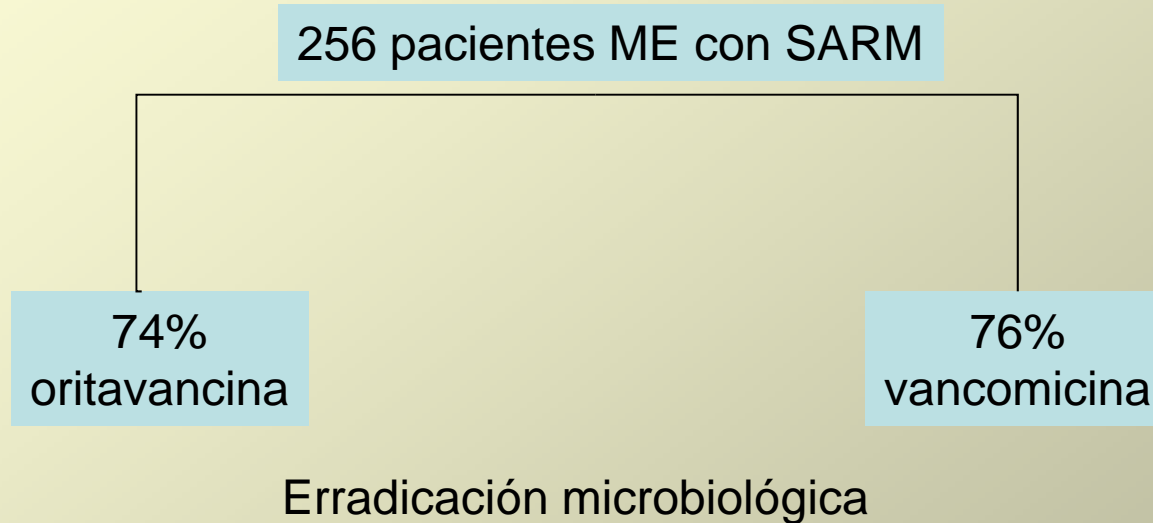 256 pacientes ME con SARM
74%
oritavancina
76%
vancomicina
Erradicación microbiológica